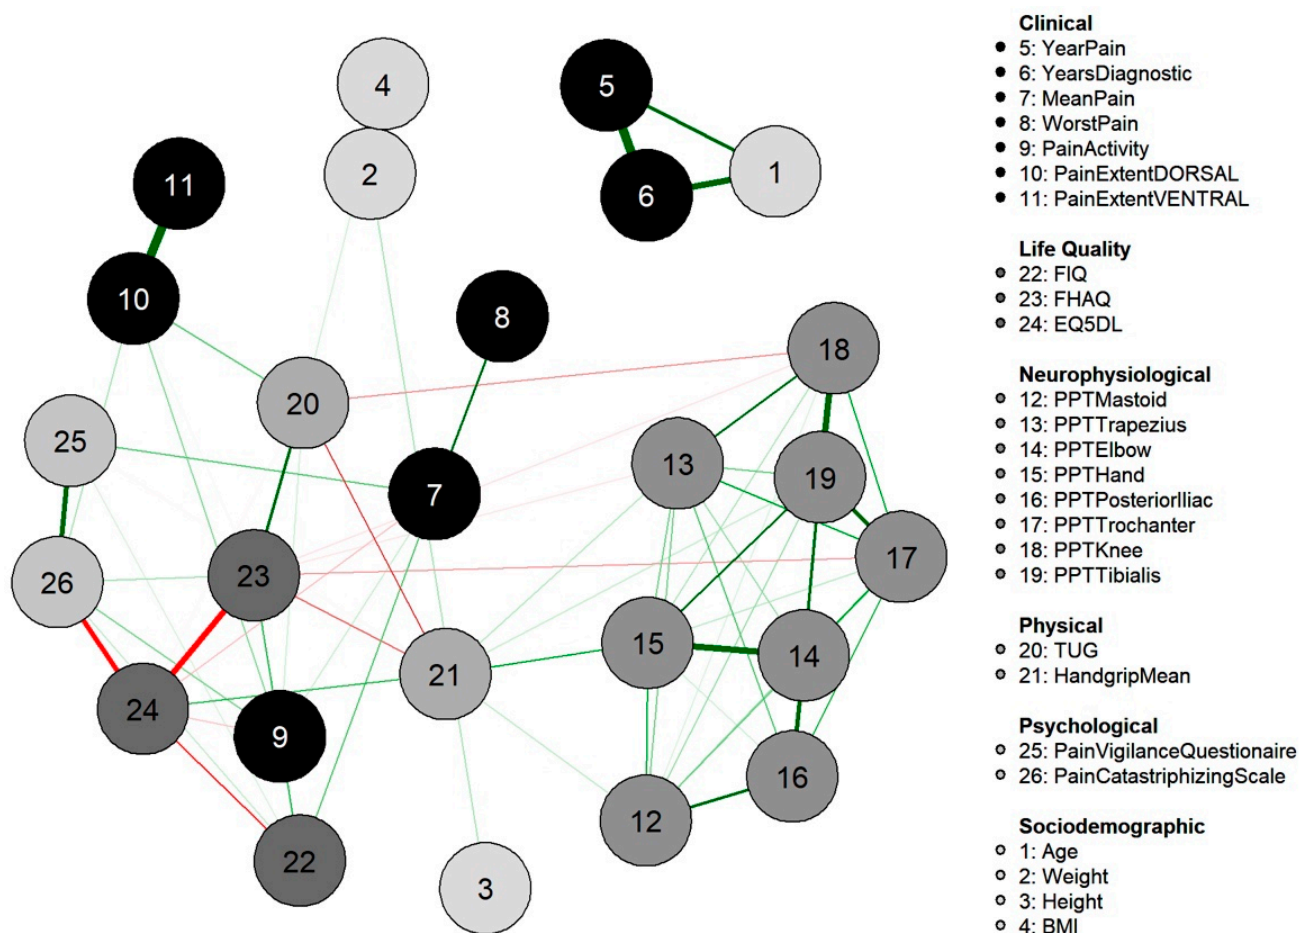 4
2
5
6
1
11
10
8
20
18
25
13
19
7
17
23
26
15
14
21
24
9
16
12
22
3
Clinical
5: YearPain
6: YearsDiagnostic
7: MeanPain
8: WorstPain
9: PainActivity
10: PainExtentDORSAL
11: PainExtentVENTRAL
Life Quality
22: FIQ
23: FHAQ
24: EQ5DL
Neurophysiological
12: PPTMastoid
13: PPTTrapezius
14: PPTElbow
15: PPTHand
16: PPTPosteriorIliac
17: PPTTrochanter
18: PPTKnee
19: PPTTibialis
Physical
20: TUG
21: HandgripMean
Psychological
25: PainVigilanceQuestionaire
26: PainCatastriphizingScale
Sociodemographic
1: Age
2: Weight
3: Height
4: BMI